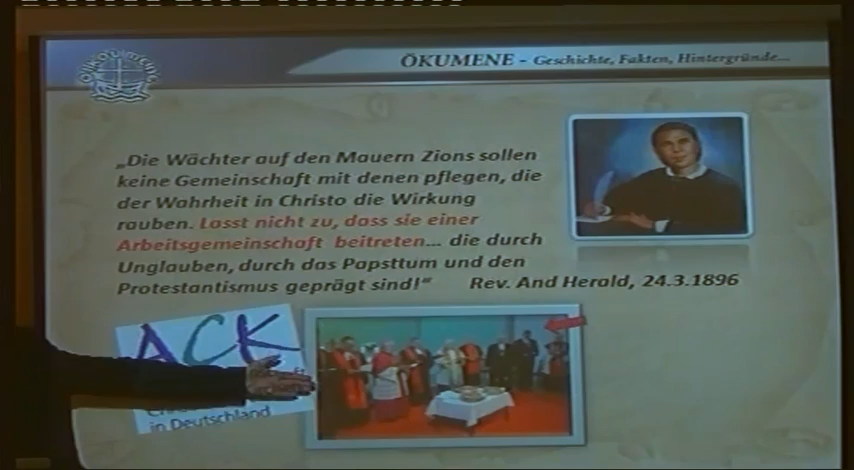 ÖKUMENE - Geschichte, Fakten, Hintergründe...
„Die Wächter auf den Mauern Zions sollen
keine Gemeinschaft mit denen pflegen, die
der Wahrheit in Christo die Wirkung
rauben. Lasst nicht zu, dass sie einer
Arbeitsgemeinschaft beitreten... die durch
Unglauben, durch das Papsttum und den
Protestantismus geprägt sind!“ Rev. And Herald, 24.3.1896
ACK
in Deutschland